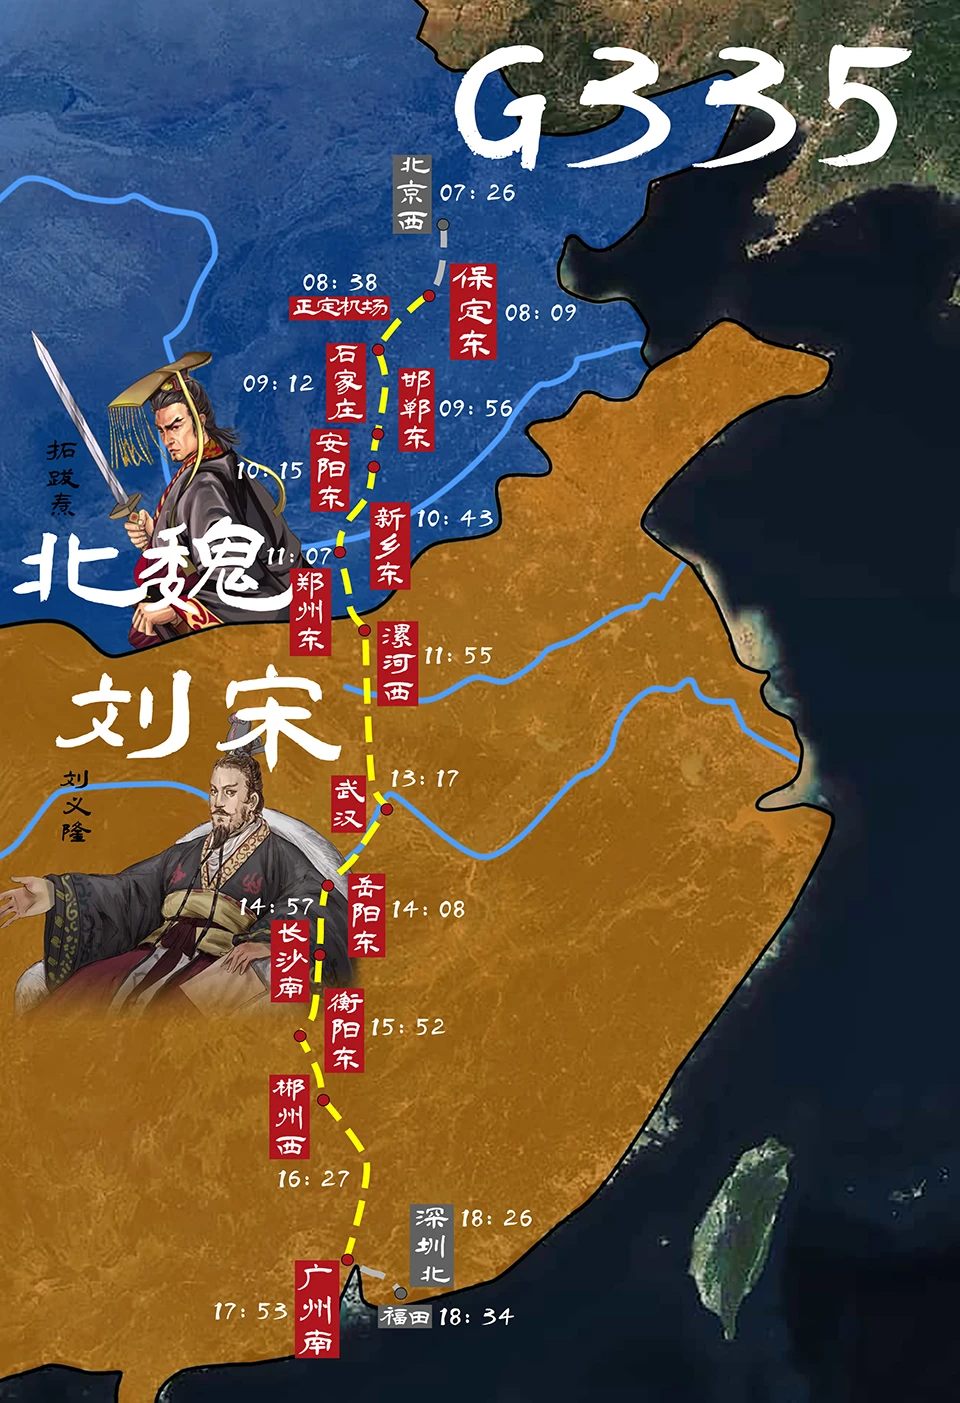 G335
北京西
07: 26
保定东
08: 09
08: 38
正定机场
石家庄
09: 12
邯郸东
09: 56
安阳东
10: 15
拓跋焘
新乡东
10: 43
北魏
11: 07
郑州东
漯河西
11: 55
刘宋
刘义隆
13: 17
武汉
岳阳东
14: 08
14: 57
长沙南
衡阳东
15: 52
郴州西
16: 27
深圳北
18: 26
广州南
17: 53
福田
18: 34